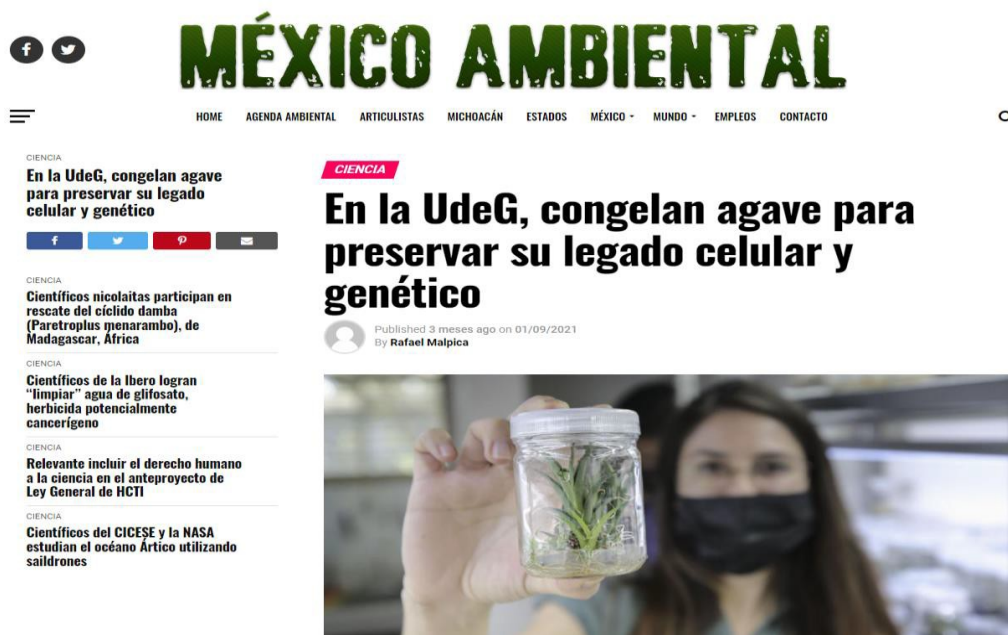 MÉXICO AMBIENTAL
HOME AGENDA AMBIENTAL ARTICULISTAS MICHOACÁN ESTADOS MÉXICO MUNDO EMPLEOS CONTACTO
CIENCIA
En la UdeG, congelan agave
para preservar su legado
celular y genético
CIENCIA
Científicos nicolaitas participan en
rescate del cíclido damba
(Paretroplus menarambo), de
Madagascar, África
CIENCIA
Científicos de la Ibero logran
“limpiar” agua de glifosato,
herbicida potencialmente
cancerígeno
CIENCIA
Relevante incluir el derecho humano
a la ciencia en el anteproyecto de
Ley General de HCTI
CIENCIA
Científicos del CICESE y la NASA
estudian el océano Ártico utilizando
saildrones
CIENCIA
En la UdeG, congelan agave para
preservar su legado celular y
genético
Published 3 meses ago on 01/09/2021
By Rafael Malpica